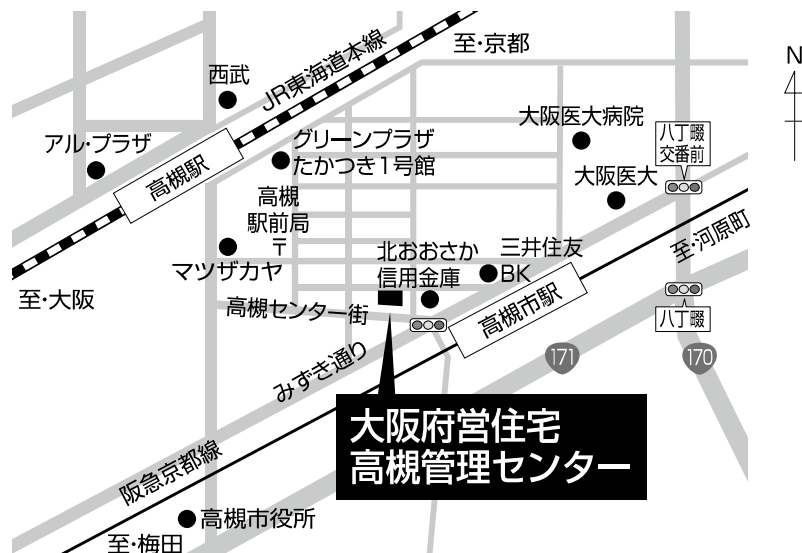 至・京都
N
西武
JR東海道本線
大阪医大病院
八丁畷
交番前
アル・プラザ
グリーンプラザ
たかつき1号館
高槻駅
大阪医大
高槻
駅前局
〒
北おおさか
信用金庫
三井住友
BK
至・河原町
マツザカヤ
至・大阪
高槻センター街
高槻市駅
八丁畷
みずき通り
171
170
大阪府営住宅
高槻管理センター
阪急京都線
高槻市役所
至・梅田